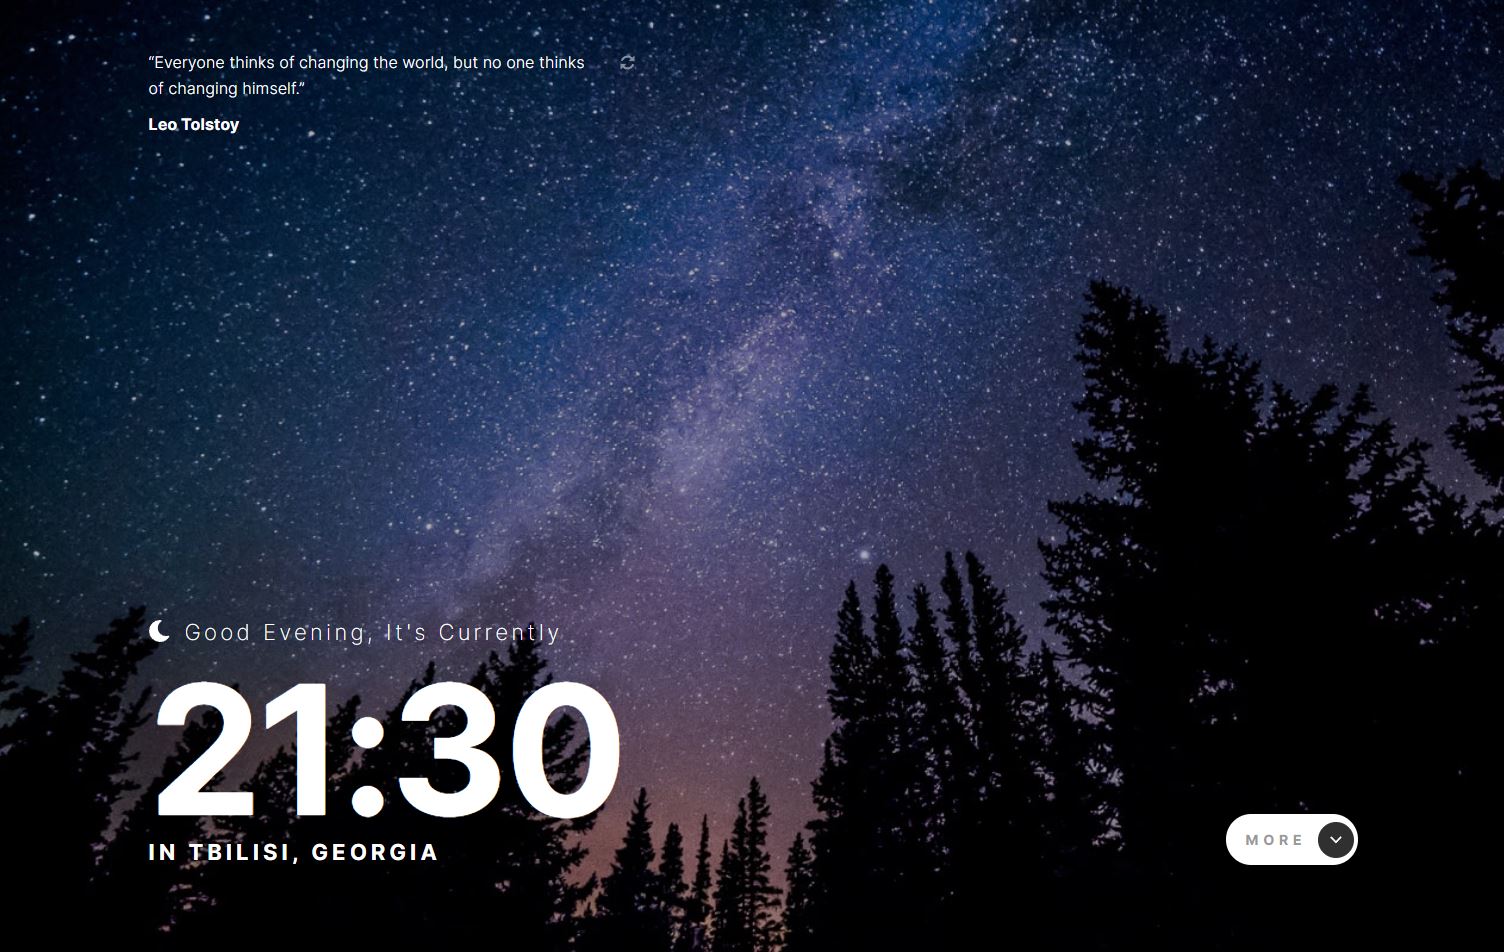 “Everyone thinks of changing the world, but no one thinks
of changing himself.”
Leo Tolstoy
Good Evening, It's Currently
21:30
IN TBILISI, GEORGIA
MORE